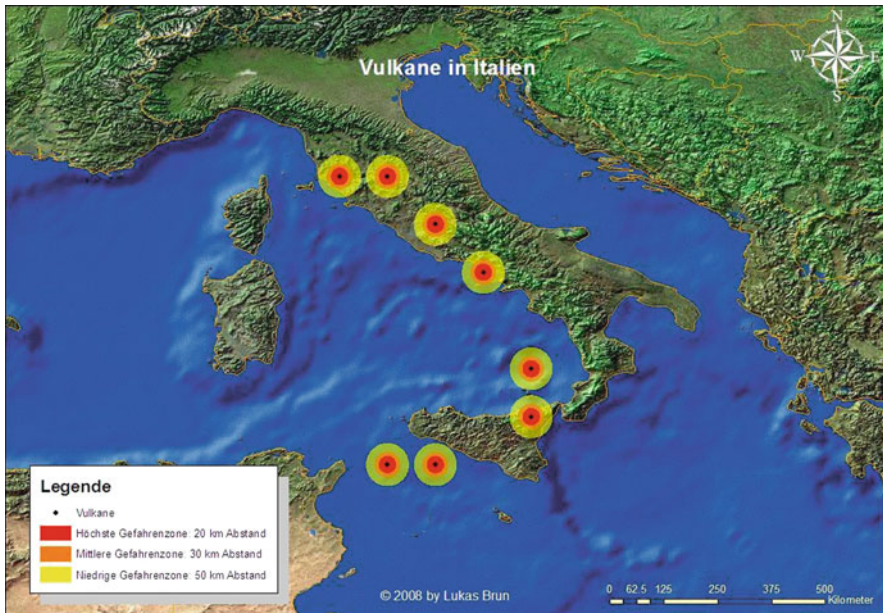 Vulkane in Italien
N
W E
S
Legende
Vulkane
Höchste Gefahrenzone: 20 km Abstand
Mittlere Gefahrenzone: 30 km Abstand
Niedrige Gefahrenzone: 50 km Abstand
© 2008 by Lukas Brun
0 62.5 125 250 375 500
Kilometer